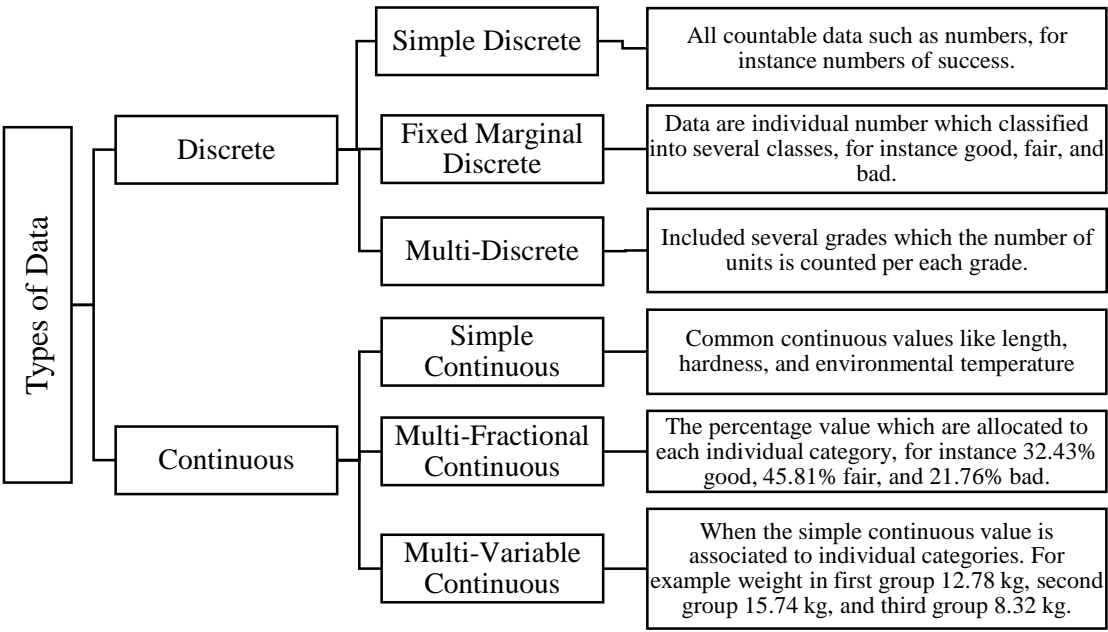 Types of Data
Discrete
Simple Discrete
All countable data such as numbers, for
instance numbers of success.
Fixed Marginal
Discrete
Data are individual number which classified
into several classes, for instance good, fair, and
bad.
Multi-Discrete
Included several grades which the number of
units is counted per each grade.
Continuous
Simple
Continuous
Common continuous values like length,
hardness, and environmental temperature
Multi-Fractional
Continuous
The percentage value which are allocated to
each individual category, for instance 32.43%
good, 45.81% fair, and 21.76% bad.
Multi-Variable
Continuous
When the simple continuous value is
associated to individual categories. For
example weight in first group 12.78 kg, second
group 15.74 kg, and third group 8.32 kg.